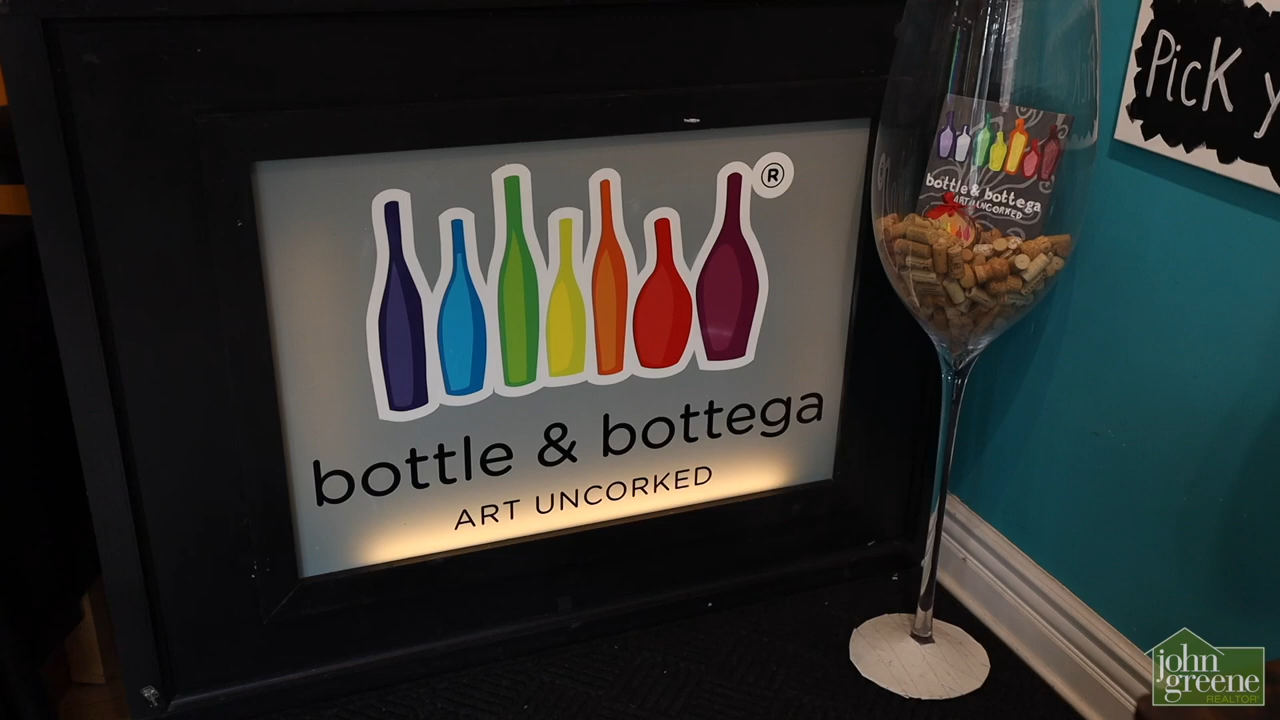 ®
bottle & bottega
ART UNCORKED
bottle & bottega
ART UNCORKED
Pick
john
greene
REALTOR